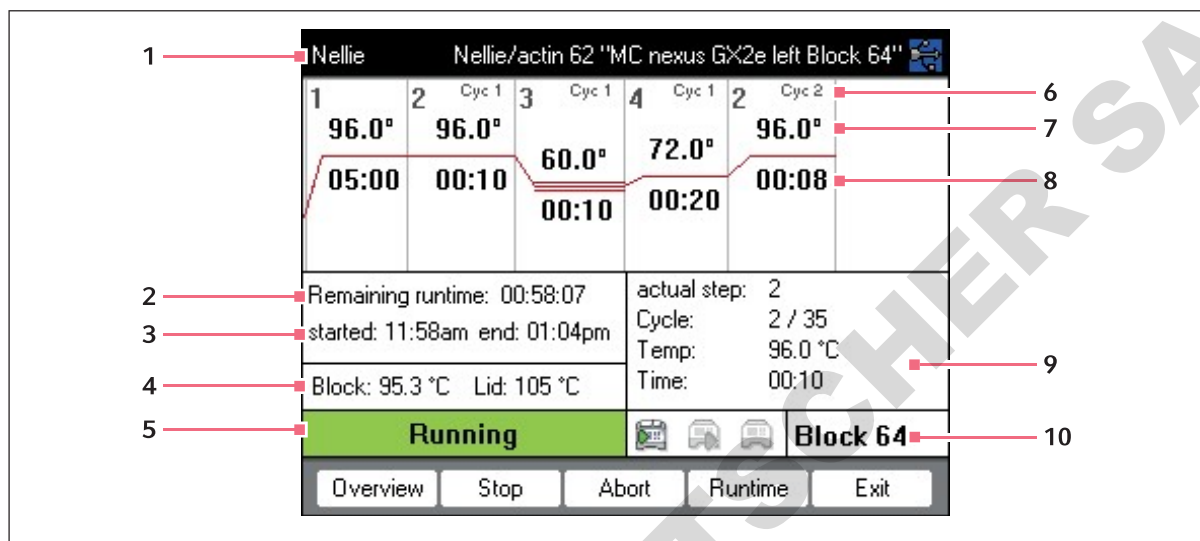 1 Nellie Nellie/actin 62 "MC nexus GX2e left Block 64"
1 2 Cyc 1 3 Cyc 1 4 Cyc 1 2 Cyc 2 6
96.0° 96.0° 60.0° 72.0° 96.0° 7
05:00 00:10 00:10 00:20 00:08 8
2 Remaining runtime: 00:58:07
3 started: 11:58am end: 01:04pm
4 Block: 95.3 °C Lid: 105 °C
actual step: 2
Cycle: 2 / 35
Temp: 96.0 °C 9
Time: 00:10
5 Running Block 64 10
Overview Stop Abort Runtime Exit